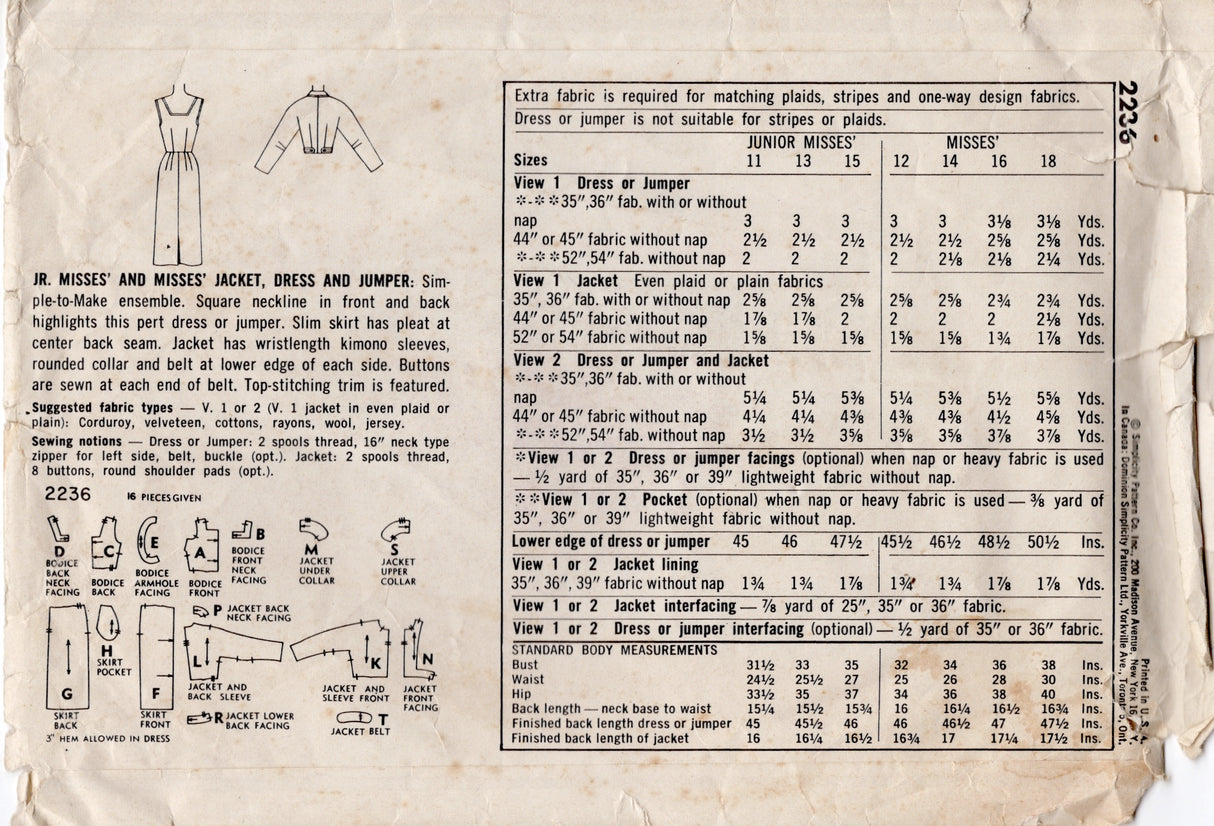 JR. MISSES' AND MISSES' JACKET, DRESS AND JUMPER: Sim-
ple-to-Make ensemble. Square neckline in front and back
highlights this pert dress or jumper. Slim skirt has pleat at
center back seam. Jacket has wristlength kimono sleeves,
rounded collar and belt at lower edge of each side. Buttons
are sewn at each end of belt. Top-stitching trim is featured.
Suggested fabric types — V. 1 or 2 (V. 1 jacket in even plaid or
plain): Corduroy, velveteen, cottons, rayons, wool, jersey.
Sewing notions — Dress or Jumper: 2 spools thread, 16" neck type
zipper for left side, belt, buckle (opt.). Jacket: 2 spools thread,
8 buttons, round shoulder pads (opt.).
2236 16 PIECES GIVEN
D
BODICE
BACK
NECK
FACING
C
BODICE
BACK
E
BODICE
ARMHOLE
FACING
A
BODICE
FRONT
B
BODICE
FRONT
NECK
FACING
M
JACKET
UNDER
COLLAR
S
JACKET
UPPER
COLLAR
G
SKIRT
BACK
H
SKIRT
POCKET
F
SKIRT
FRONT
P JACKET BACK
NECK FACING
L
JACKET AND
BACK SLEEVE
K
JACKET AND
SLEEVE FRONT
N
JACKET
FRONT
FACING
R JACKET LOWER
BACK FACING
T
JACKET BELT
3" HEM ALLOWED IN DRESS
Extra fabric is required for matching plaids, stripes and one-way design fabrics.
Dress or jumper is not suitable for stripes or plaids.
JUNIOR MISSES' MISSES'
Sizes 11 13 15 12 14 16 18
View 1 Dress or Jumper
*-**35",36" fab. with or without
nap 3 3 3 3 3 3⅛ 3⅛ Yds.
44" or 45" fabric without nap 2½ 2½ 2½ 2½ 2½ 2⅝ 2⅝ Yds.
*-**52",54" fab. without nap 2 2 2 2 2⅛ 2⅛ 2¼ Yds.
View 1 Jacket Even plaid or plain fabrics
35", 36" fab. with or without nap 2⅝ 2⅝ 2⅝ 2⅝ 2⅝ 2¾ 2¾ Yds.
44" or 45" fabric without nap 1⅞ 1⅞ 2 2 2 2 2⅛ Yds.
52" or 54" fabric without nap 1⅝ 1⅝ 1⅝ 1⅝ 1⅝ 1¾ 1⅞ Yds.
View 2 Dress or Jumper and Jacket
*-**35",36" fab. with or without
nap 5¼ 5¼ 5⅜ 5¼ 5⅜ 5½ 5⅝ Yds.
44" or 45" fabric without nap 4¼ 4¼ 4⅜ 4⅜ 4⅜ 4½ 4⅝ Yds.
*-**52",54" fab. without nap 3½ 3½ 3⅝ 3⅝ 3⅝ 3⅞ 3⅞ Yds.
*View 1 or 2 Dress or jumper facings (optional) when nap or heavy fabric is used
— ½ yard of 35", 36" or 39" lightweight fabric without nap.
**View 1 or 2 Pocket (optional) when nap or heavy fabric is used — ⅜ yard of
35", 36" or 39" lightweight fabric without nap.
Lower edge of dress or jumper 45 46 47½ 45½ 46½ 48½ 50½ Ins.
View 1 or 2 Jacket lining
35", 36", 39" fabric without nap 1¾ 1¾ 1⅞ 1¾ 1¾ 1⅞ 1⅞ Yds.
View 1 or 2 Jacket interfacing — ⅞ yard of 25", 35" or 36" fabric.
View 1 or 2 Dress or jumper interfacing (optional) — ½ yard of 35" or 36" fabric.
STANDARD BODY MEASUREMENTS
Bust 31½ 33 35 32 34 36 38 Ins.
Waist 24½ 25½ 27 25 26 28 30 Ins.
Hip 33½ 35 37 34 36 38 40 Ins.
Back length — neck base to waist 15¼ 15½ 15¾ 16 16¼ 16½ 16¾ Ins.
Finished back length dress or jumper 45 45½ 46 46 46½ 47 47½ Ins.
Finished back length of jacket 16 16¼ 16½ 16¾ 17 17¼ 17½ Ins.
2236
Printed in U. S. A.
© Simplicity Pattern Co. Inc. 200 Madison Avenue, New York 16 Y.
In Canada: Dominion Simplicity Pattern Ltd., Yorkville Ave., Toronto, Ont.